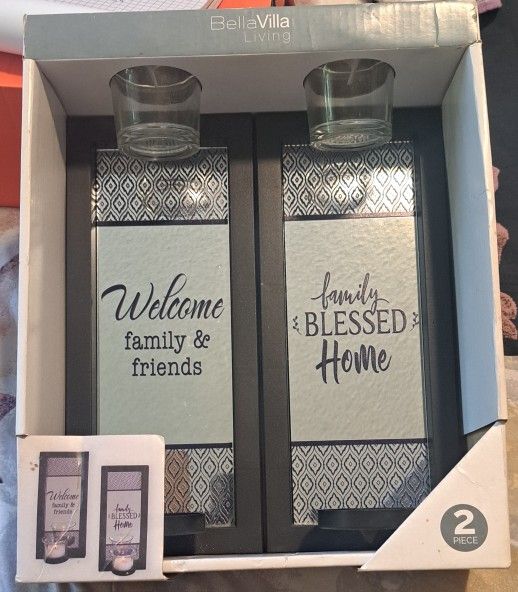 BellaVilla
Living
Welcome
family &
friends
family
BLESSED
Home
Welcome
family &
friends
family
BLESSED
Home
2
PIECE